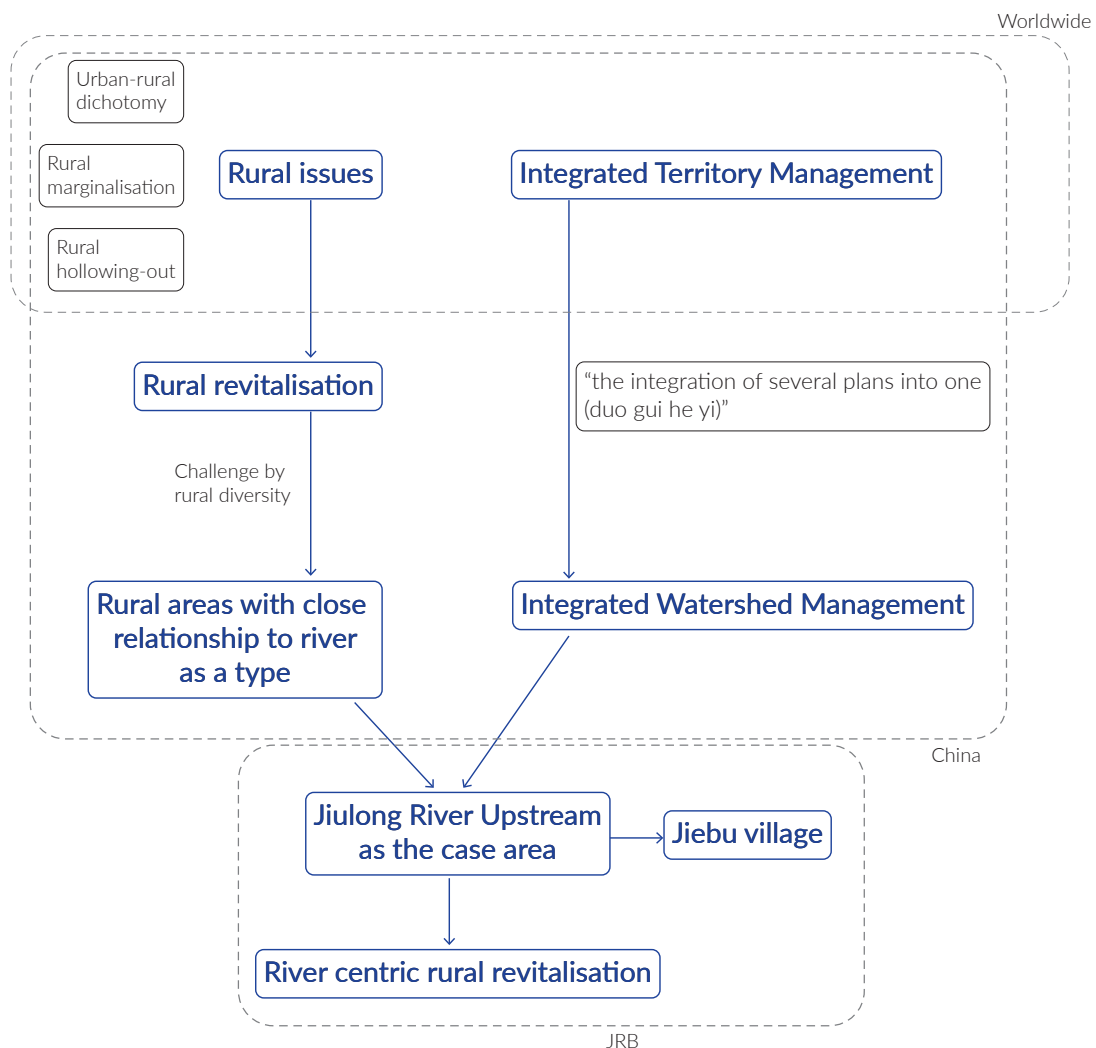 Worldwide
Urban-rural
dichotomy
Rural
marginalisation
Rural issues
Integrated Territory Management
Rural
hollowing-out
Rural revitalisation
“the integration of several plans into one
(duo gui he yi)”
Challenge by
rural diversity
Rural areas with close
relationship to river
as a type
Integrated Watershed Management
China
Jiulong River Upstream
as the case area
Jiebu village
River centric rural revitalisation
JRB